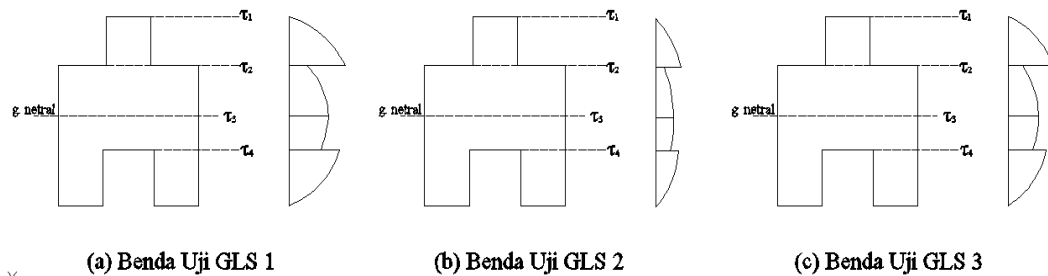 τ₁
τ₂
g. netral
τ₃
τ₄
(a) Benda Uji GLS 1
τ₁
τ₂
g. netral
τ₃
τ₄
(b) Benda Uji GLS 2
τ₁
τ₂
g. netral
τ₃
τ₄
(c) Benda Uji GLS 3